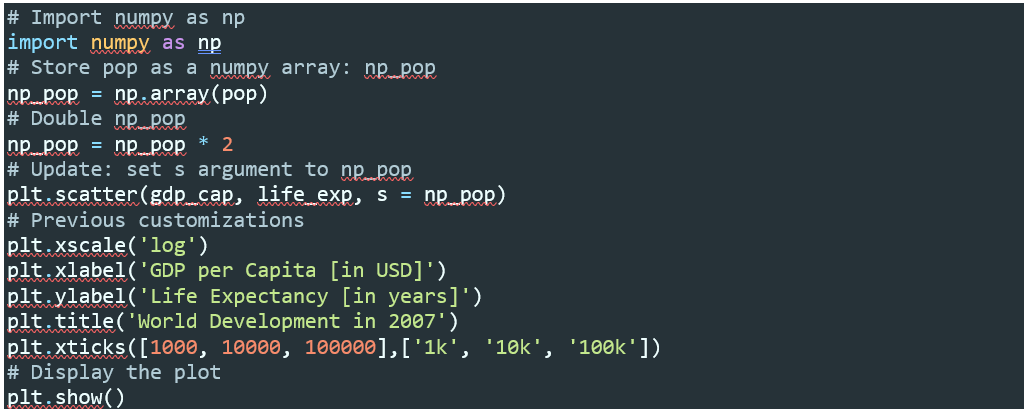 # Import numpy as np
import numpy as np
# Store pop as a numpy array: np_pop
np_pop = np.array(pop)
# Double np_pop
np_pop = np_pop * 2
# Update: set s argument to np_pop
plt.scatter(gdp_cap, life_exp, s = np_pop)
# Previous customizations
plt.xscale('log')
plt.xlabel('GDP per Capita [in USD]')
plt.ylabel('Life Expectancy [in years]')
plt.title('World Development in 2007')
plt.xticks([1000, 10000, 100000],['1k', '10k', '100k'])
# Display the plot
plt.show()